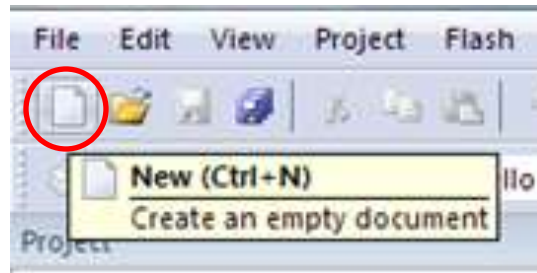 File Edit View Project Flash
New (Ctrl+N)
Create an empty document
Project